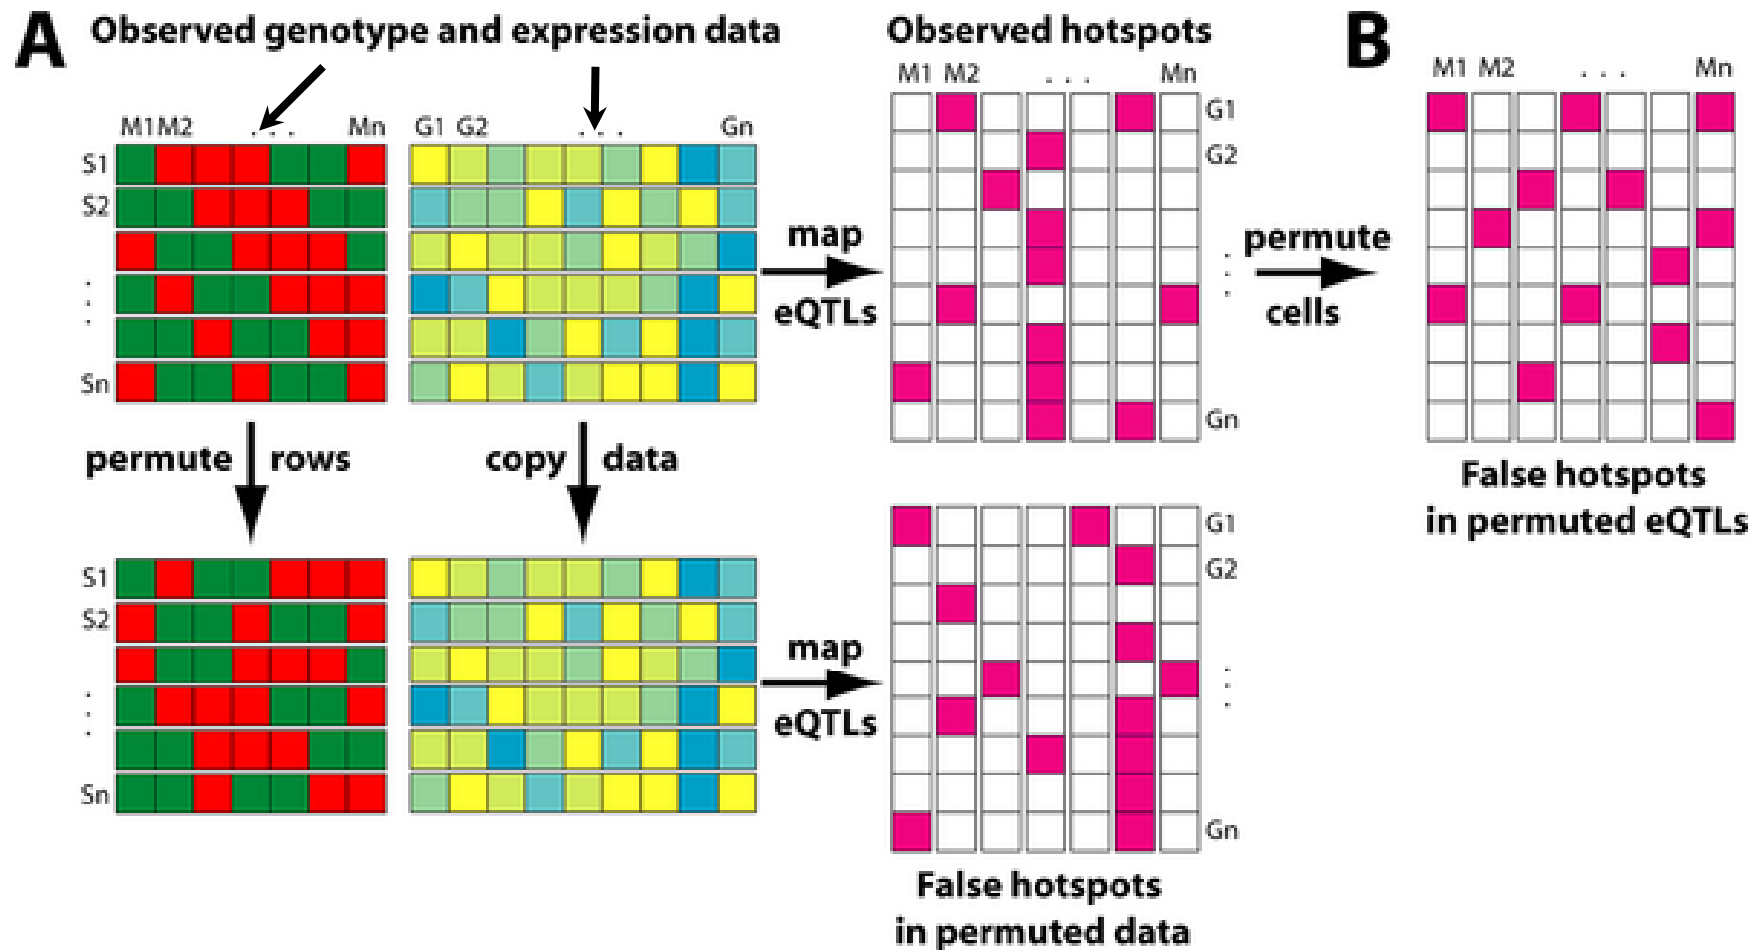 A
Observed genotype and expression data
M1 M2 . . . Mn
G1 G2 . . . Gn
S1
S2
. . .
Sn
map
eQTLs
Observed hotspots
M1 M2 . . . Mn
G1
G2
. . .
Gn
permute
cells
B
M1 M2 . . . Mn
False hotspots
in permuted eQTLs
permute rows
copy data
S1
S2
. . .
Sn
map
eQTLs
G1
G2
. . .
Gn
False hotspots
in permuted data